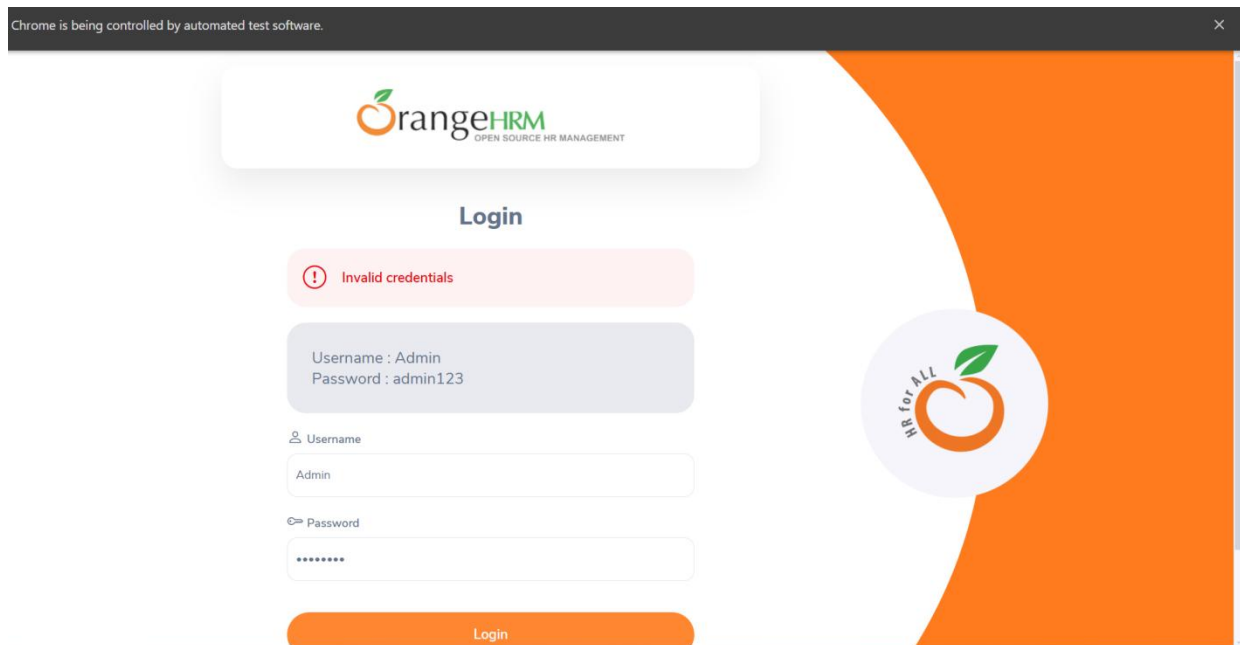 Chrome is being controlled by automated test software.
OrangeHRM
OPEN SOURCE HR MANAGEMENT
Login
Invalid credentials
Username : Admin
Password : admin123
Username
Admin
Password
••••••••
Login
HR for ALL